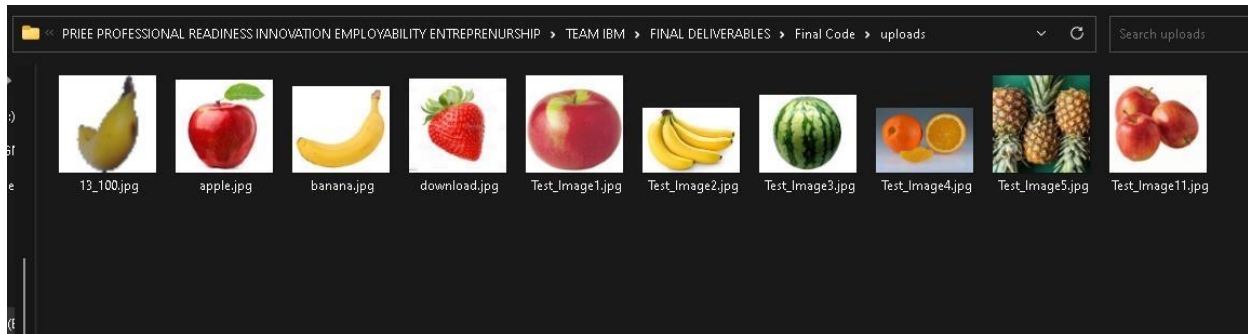 « PRIEE PROFESSIONAL READINESS INNOVATION EMPLOYABILITY ENTREPRENURSHIP > TEAM IBM > FINAL DELIVERABLES > Final Code > uploads
Search uploads
13_100.jpg apple.jpg banana.jpg download.jpg Test_Image1.jpg Test_Image2.jpg Test_Image3.jpg Test_Image4.jpg Test_Image5.jpg Test_Image11.jpg